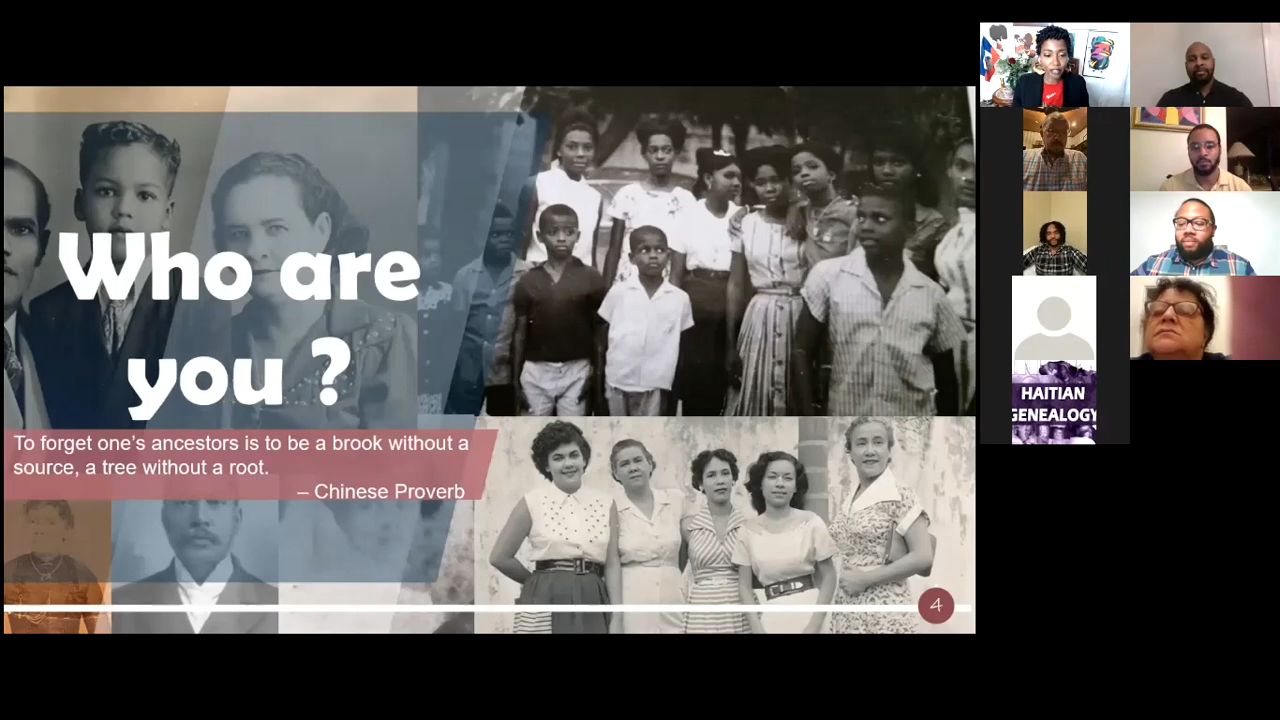 Who are
you ?
To forget one's ancestors is to be a brook without a
source, a tree without a root.
– Chinese Proverb
4
HAITIAN
GENEALOGY